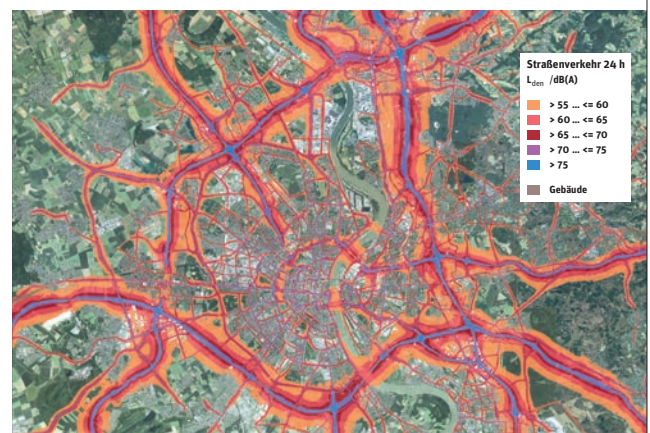 Straßenverkehr 24 h
Lden /dB(A)
> 55 ... <= 60
> 60 ... <= 65
> 65 ... <= 70
> 70 ... <= 75
> 75
Gebäude